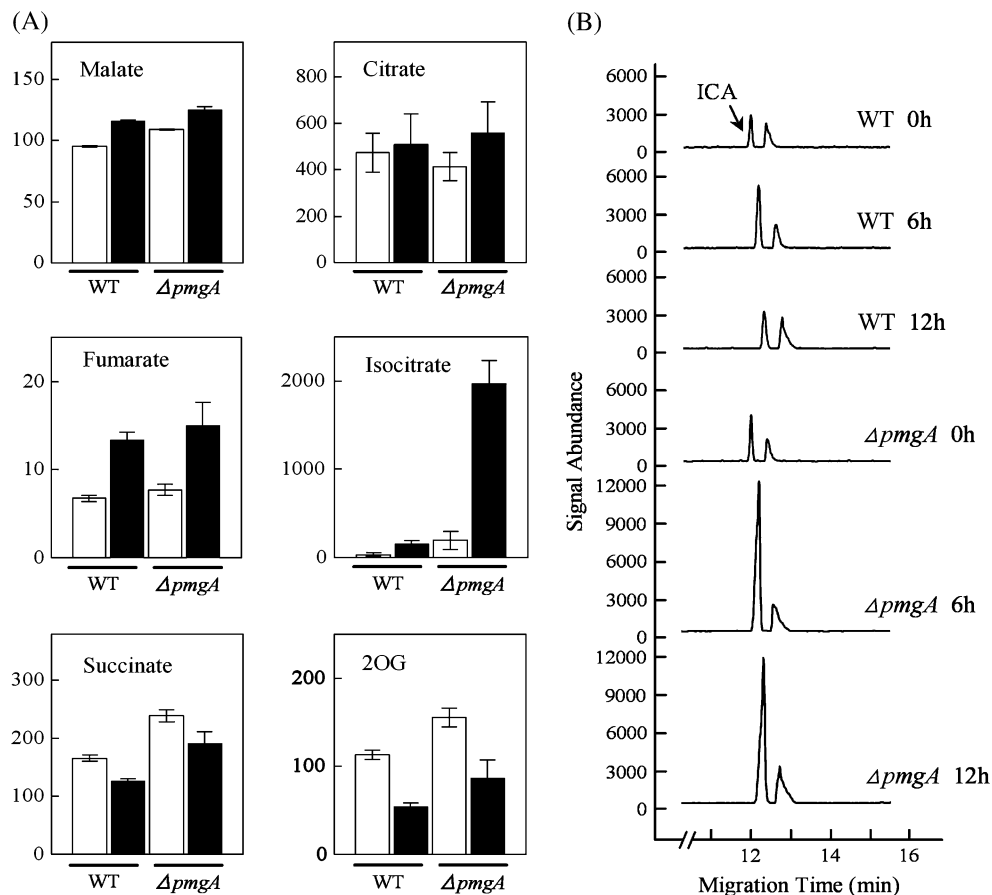 (A)
Malate
150
100
50
0
WT ΔpmgA
Citrate
800
600
400
200
0
WT ΔpmgA
Fumarate
20
10
0
WT ΔpmgA
Isocitrate
2000
1000
0
WT ΔpmgA
Succinate
300
200
100
0
WT ΔpmgA
2OG
200
100
0
WT ΔpmgA
(B)
Signal Abundance
ICA
6000
3000
0
WT 0h
6000
3000
0
WT 6h
6000
3000
0
WT 12h
6000
3000
0
ΔpmgA 0h
12000
9000
6000
3000
0
ΔpmgA 6h
12000
9000
6000
3000
0
ΔpmgA 12h
12 14 16
Migration Time (min)